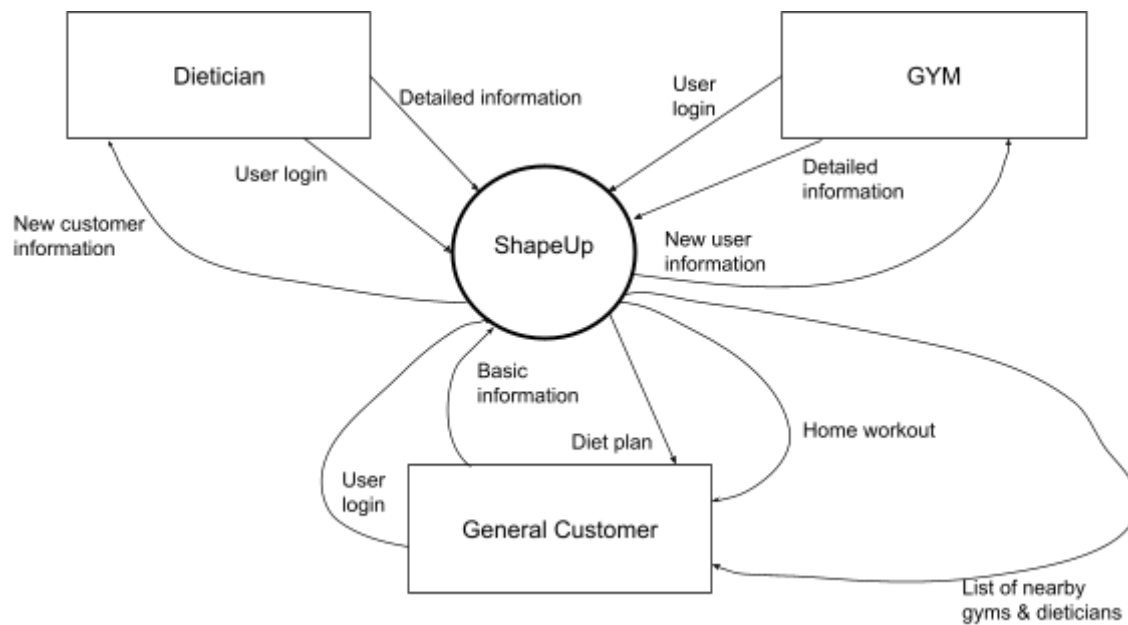 Dietician
GYM
User
login
Detailed information
User login
Detailed
information
New customer
information
ShapeUp
New user
information
Basic
information
Diet plan
Home workout
User
login
General Customer
List of nearby
gyms & dieticians